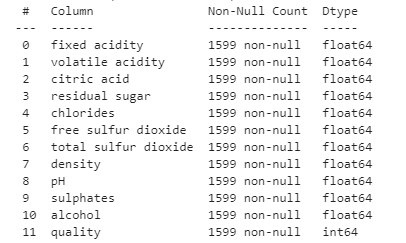 #   Column                Non-Null Count  Dtype
---  ------                --------------  -----
0   fixed acidity         1599 non-null   float64
1   volatile acidity      1599 non-null   float64
2   citric acid           1599 non-null   float64
3   residual sugar        1599 non-null   float64
4   chlorides             1599 non-null   float64
5   free sulfur dioxide   1599 non-null   float64
6   total sulfur dioxide  1599 non-null   float64
7   density               1599 non-null   float64
8   pH                    1599 non-null   float64
9   sulphates             1599 non-null   float64
10  alcohol               1599 non-null   float64
11  quality               1599 non-null   int64